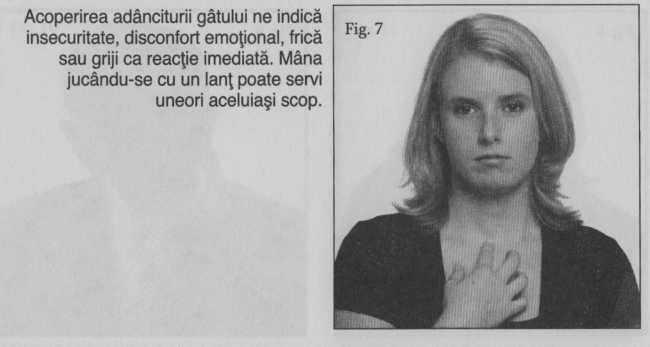 Acoperirea adânciturii gâtului ne indică
insecuritate, disconfort emoţional, frică
sau griji ca reacţie imediată. Mâna
jucându-se cu un lanţ poate servi
uneori aceluiaşi scop.
Fig. 7